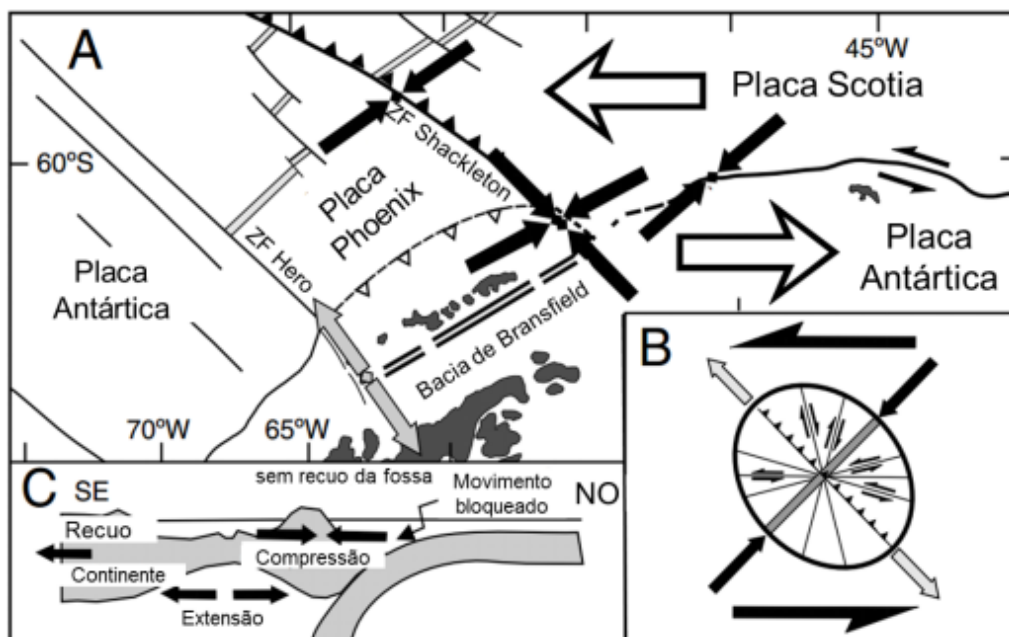 A
45ºW
Placa Scotia
60ºS
ZF Shackleton
Placa
Phoenix
ZF Hero
Placa
Antártica
Placa
Antártica
Bacia de Bransfield
B
70ºW
65ºW
C
SE
sem recuo da fossa
Movimento
bloqueado
NO
Recuo
Continente
Compressão
Extensão